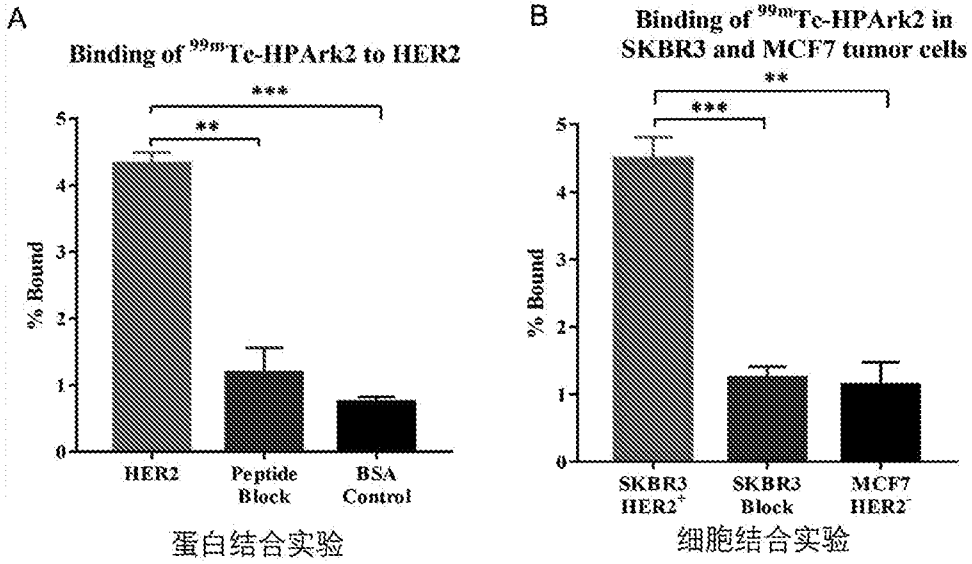 A
Binding of ⁹⁹ᵐTc-HPArk2 to HER2
***
**
5
4
3
2
1
0
% Bound
HER2
Peptide
Block
BSA
Control
蛋白结合实验
B
Binding of ⁹⁹ᵐTc-HPArk2 in
SKBR3 and MCF7 tumor cells
**
***
5
4
3
2
1
0
% Bound
SKBR3
HER2⁺
SKBR3
Block
MCF7
HER2⁻
细胞结合实验